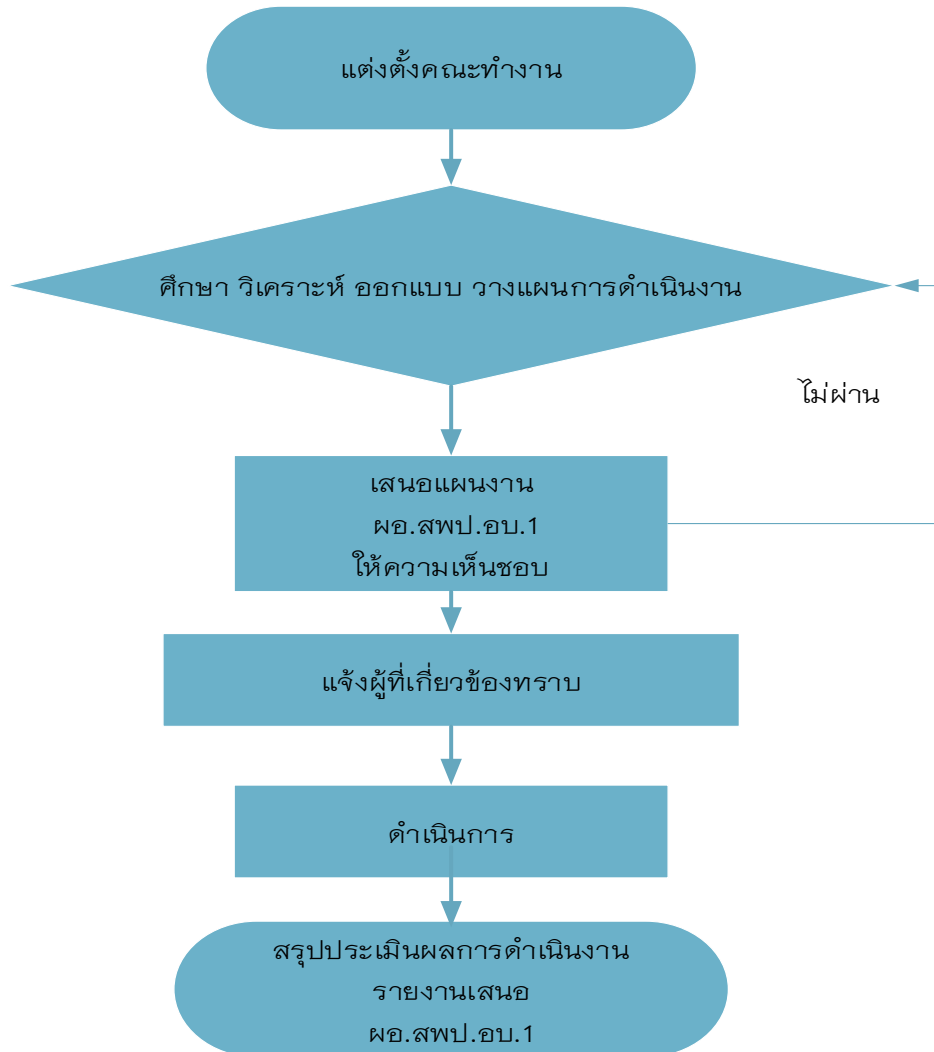 แต่งตั้งคณะทำงาน
ศึกษา วิเคราะห์ ออกแบบ วางแผนการดำเนินงาน
ไม่ผ่าน
เสนอแผนงาน
ผอ.สพป.อบ.1
ให้ความเห็นชอบ
แจ้งผู้ที่เกี่ยวข้องทราบ
ดำเนินการ
สรุปประเมินผลการดำเนินงาน
รายงานเสนอ
ผอ.สพป.อบ.1